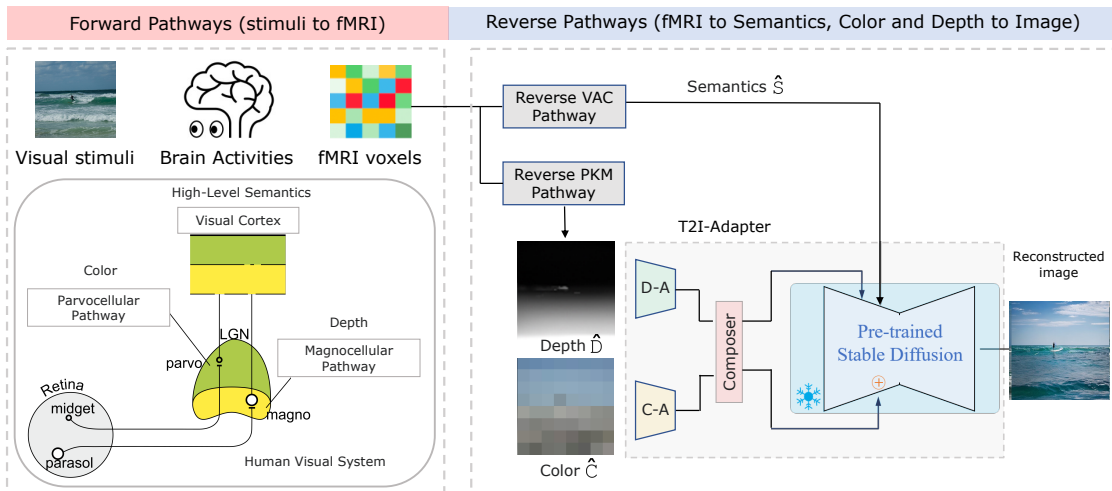 Forward Pathways (stimuli to fMRI)
Reverse Pathways (fMRI to Semantics, Color and Depth to Image)
Visual stimuli
Brain Activities
fMRI voxels
High-Level Semantics
Visual Cortex
Color
Parvocellular
Pathway
LGN
Depth
Magnocellular
Pathway
parvo
magno
Retina
midget
parasol
Human Visual System
Reverse VAC
Pathway
Semantics Ŝ
Reverse PKM
Pathway
T2I-Adapter
Depth D̂
Color Ĉ
D-A
C-A
Composer
Pre-trained
Stable Diffusion
Reconstructed
image